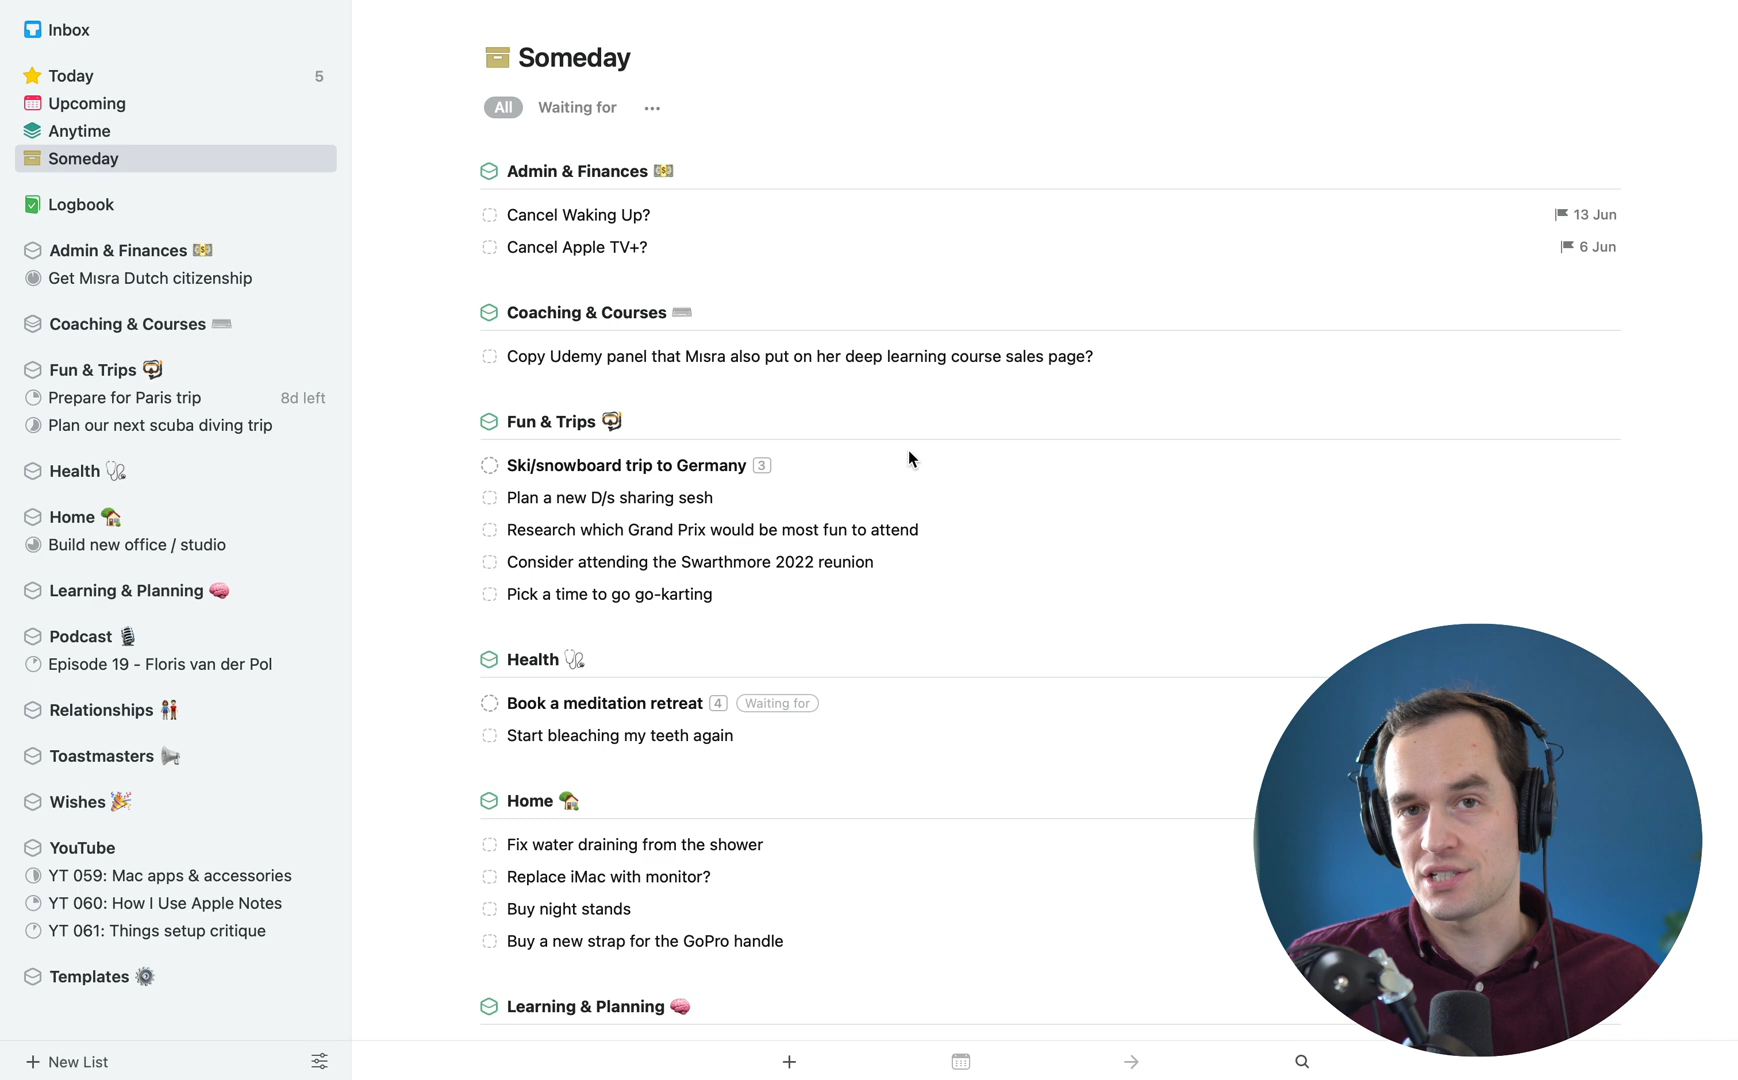 Inbox
Today 5
Upcoming
Anytime
Someday
Logbook
Admin & Finances 💵
Get Mısra Dutch citizenship
Coaching & Courses ⌨️
Fun & Trips 🤿
Prepare for Paris trip 8d left
Plan our next scuba diving trip
Health 🩺
Home 🏡
Build new office / studio
Learning & Planning 🧠
Podcast 🎙️
Episode 19 - Floris van der Pol
Relationships 👫
Toastmasters 📢
Wishes 🎉
YouTube
YT 059: Mac apps & accessories
YT 060: How I Use Apple Notes
YT 061: Things setup critique
Templates ⚙️
+ New List
Someday
All Waiting for ...
Admin & Finances 💵
Cancel Waking Up? 13 Jun
Cancel Apple TV+? 6 Jun
Coaching & Courses ⌨️
Copy Udemy panel that Mısra also put on her deep learning course sales page?
Fun & Trips 🤿
Ski/snowboard trip to Germany 3
Plan a new D/s sharing sesh
Research which Grand Prix would be most fun to attend
Consider attending the Swarthmore 2022 reunion
Pick a time to go go-karting
Health 🩺
Book a meditation retreat 4 Waiting for
Start bleaching my teeth again
Home 🏡
Fix water draining from the shower
Replace iMac with monitor?
Buy night stands
Buy a new strap for the GoPro handle
Learning & Planning 🧠